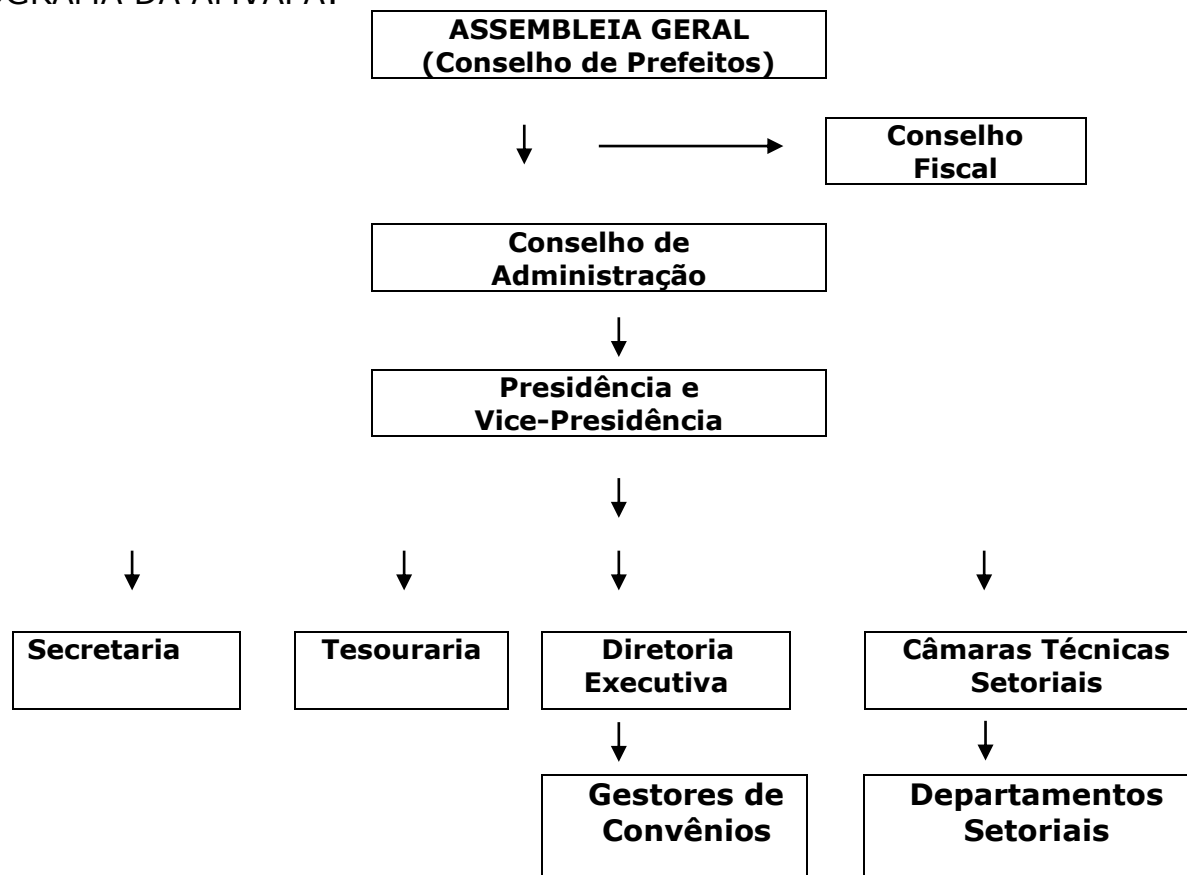 ASSEMBLEIA GERAL
(Conselho de Prefeitos)
Conselho
Fiscal
Conselho de
Administração
Presidência e
Vice-Presidência
Secretaria
Tesouraria
Diretoria
Executiva
Câmaras Técnicas
Setoriais
Gestores de
Convênios
Departamentos
Setoriais